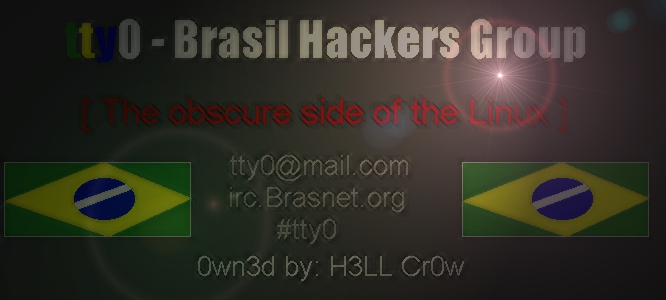 tty0 - Brasil Hackers Group
[ The obscure side of the Linux ]
tty0@mail.com
irc.Brasnet.org
#tty0
0wn3d by: H3LL Cr0w